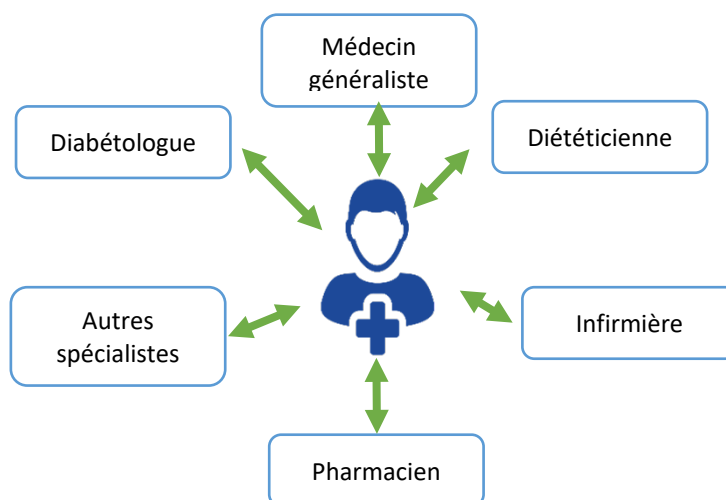 Médecin
généraliste
Diabétologue
Diététicienne
Autres
spécialistes
Infirmière
Pharmacien